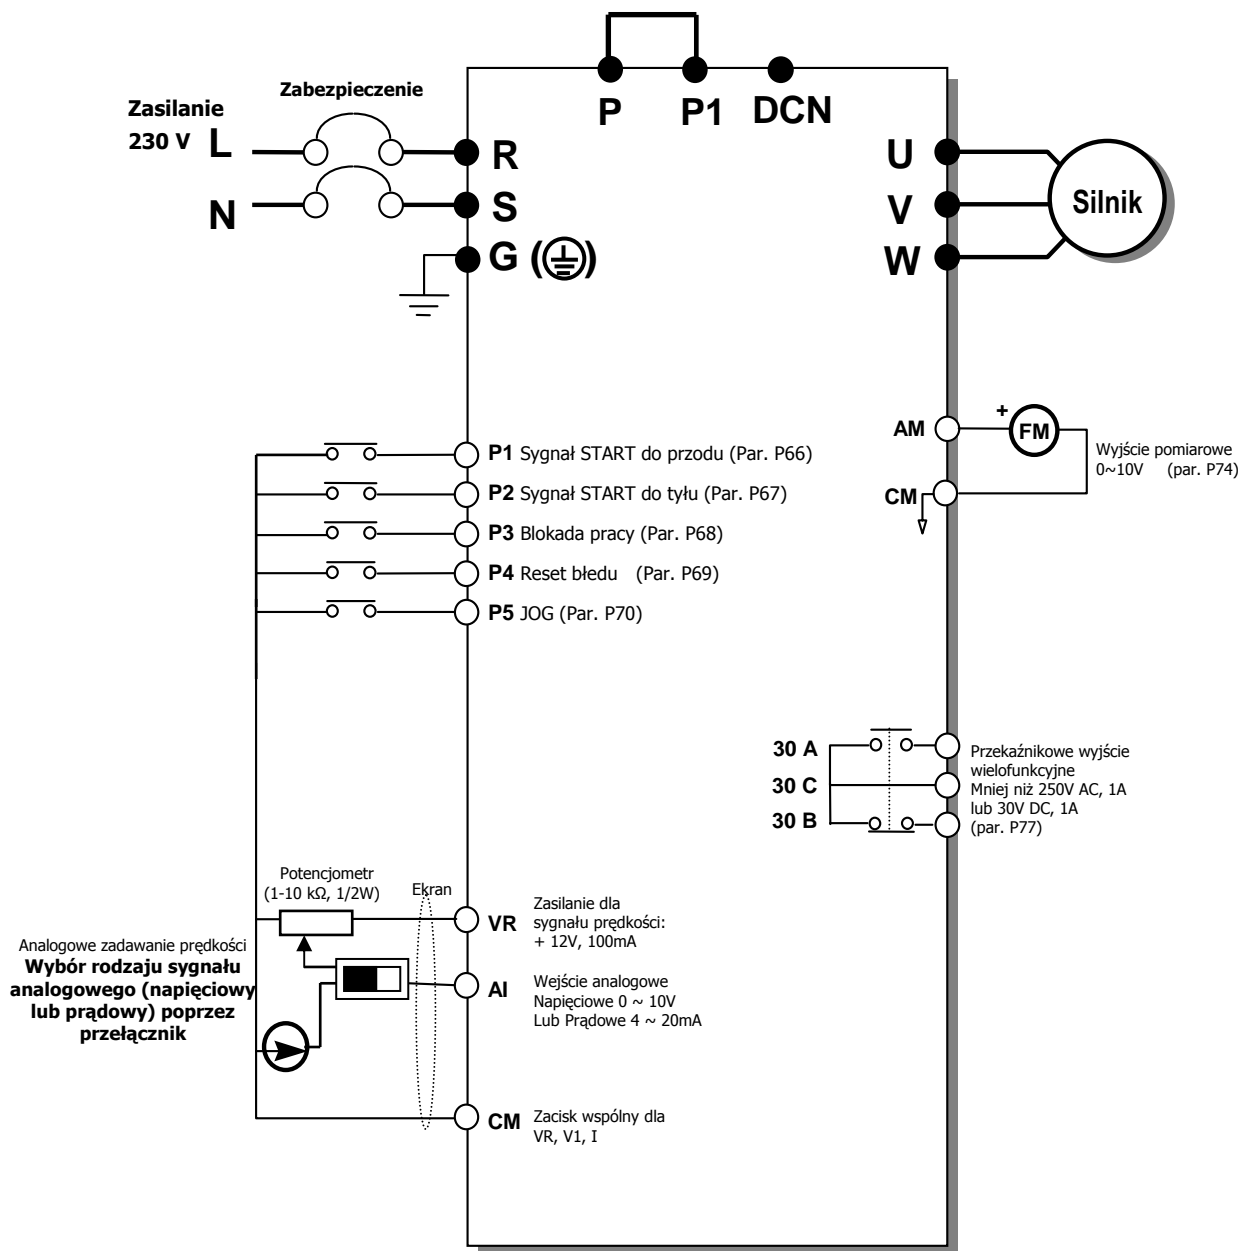 P P1 DCN
Zabezpieczenie
Zasilanie
230 V L
N
R
S
G
U
V
W
Silnik
AM
+
FM
CM
Wyjście pomiarowe
0~10V (par. P74)
P1 Sygnał START do przodu (Par. P66)
P2 Sygnał START do tyłu (Par. P67)
P3 Blokada pracy (Par. P68)
P4 Reset błedu (Par. P69)
P5 JOG (Par. P70)
30 A
30 C
30 B
Przekaźnikowe wyjście
wielofunkcyjne
Mniej niż 250V AC, 1A
lub 30V DC, 1A
(par. P77)
Potencjometr
(1-10 kΩ, 1/2W)
Ekran
VR
Zasilanie dla
sygnału prędkości:
+ 12V, 100mA
Analogowe zadawanie prędkości
Wybór rodzaju sygnału
analogowego (napięciowy
lub prądowy) poprzez
przełącznik
AI
Wejście analogowe
Napięciowe 0 ~ 10V
Lub Prądowe 4 ~ 20mA
CM
Zacisk wspólny dla
VR, V1, I